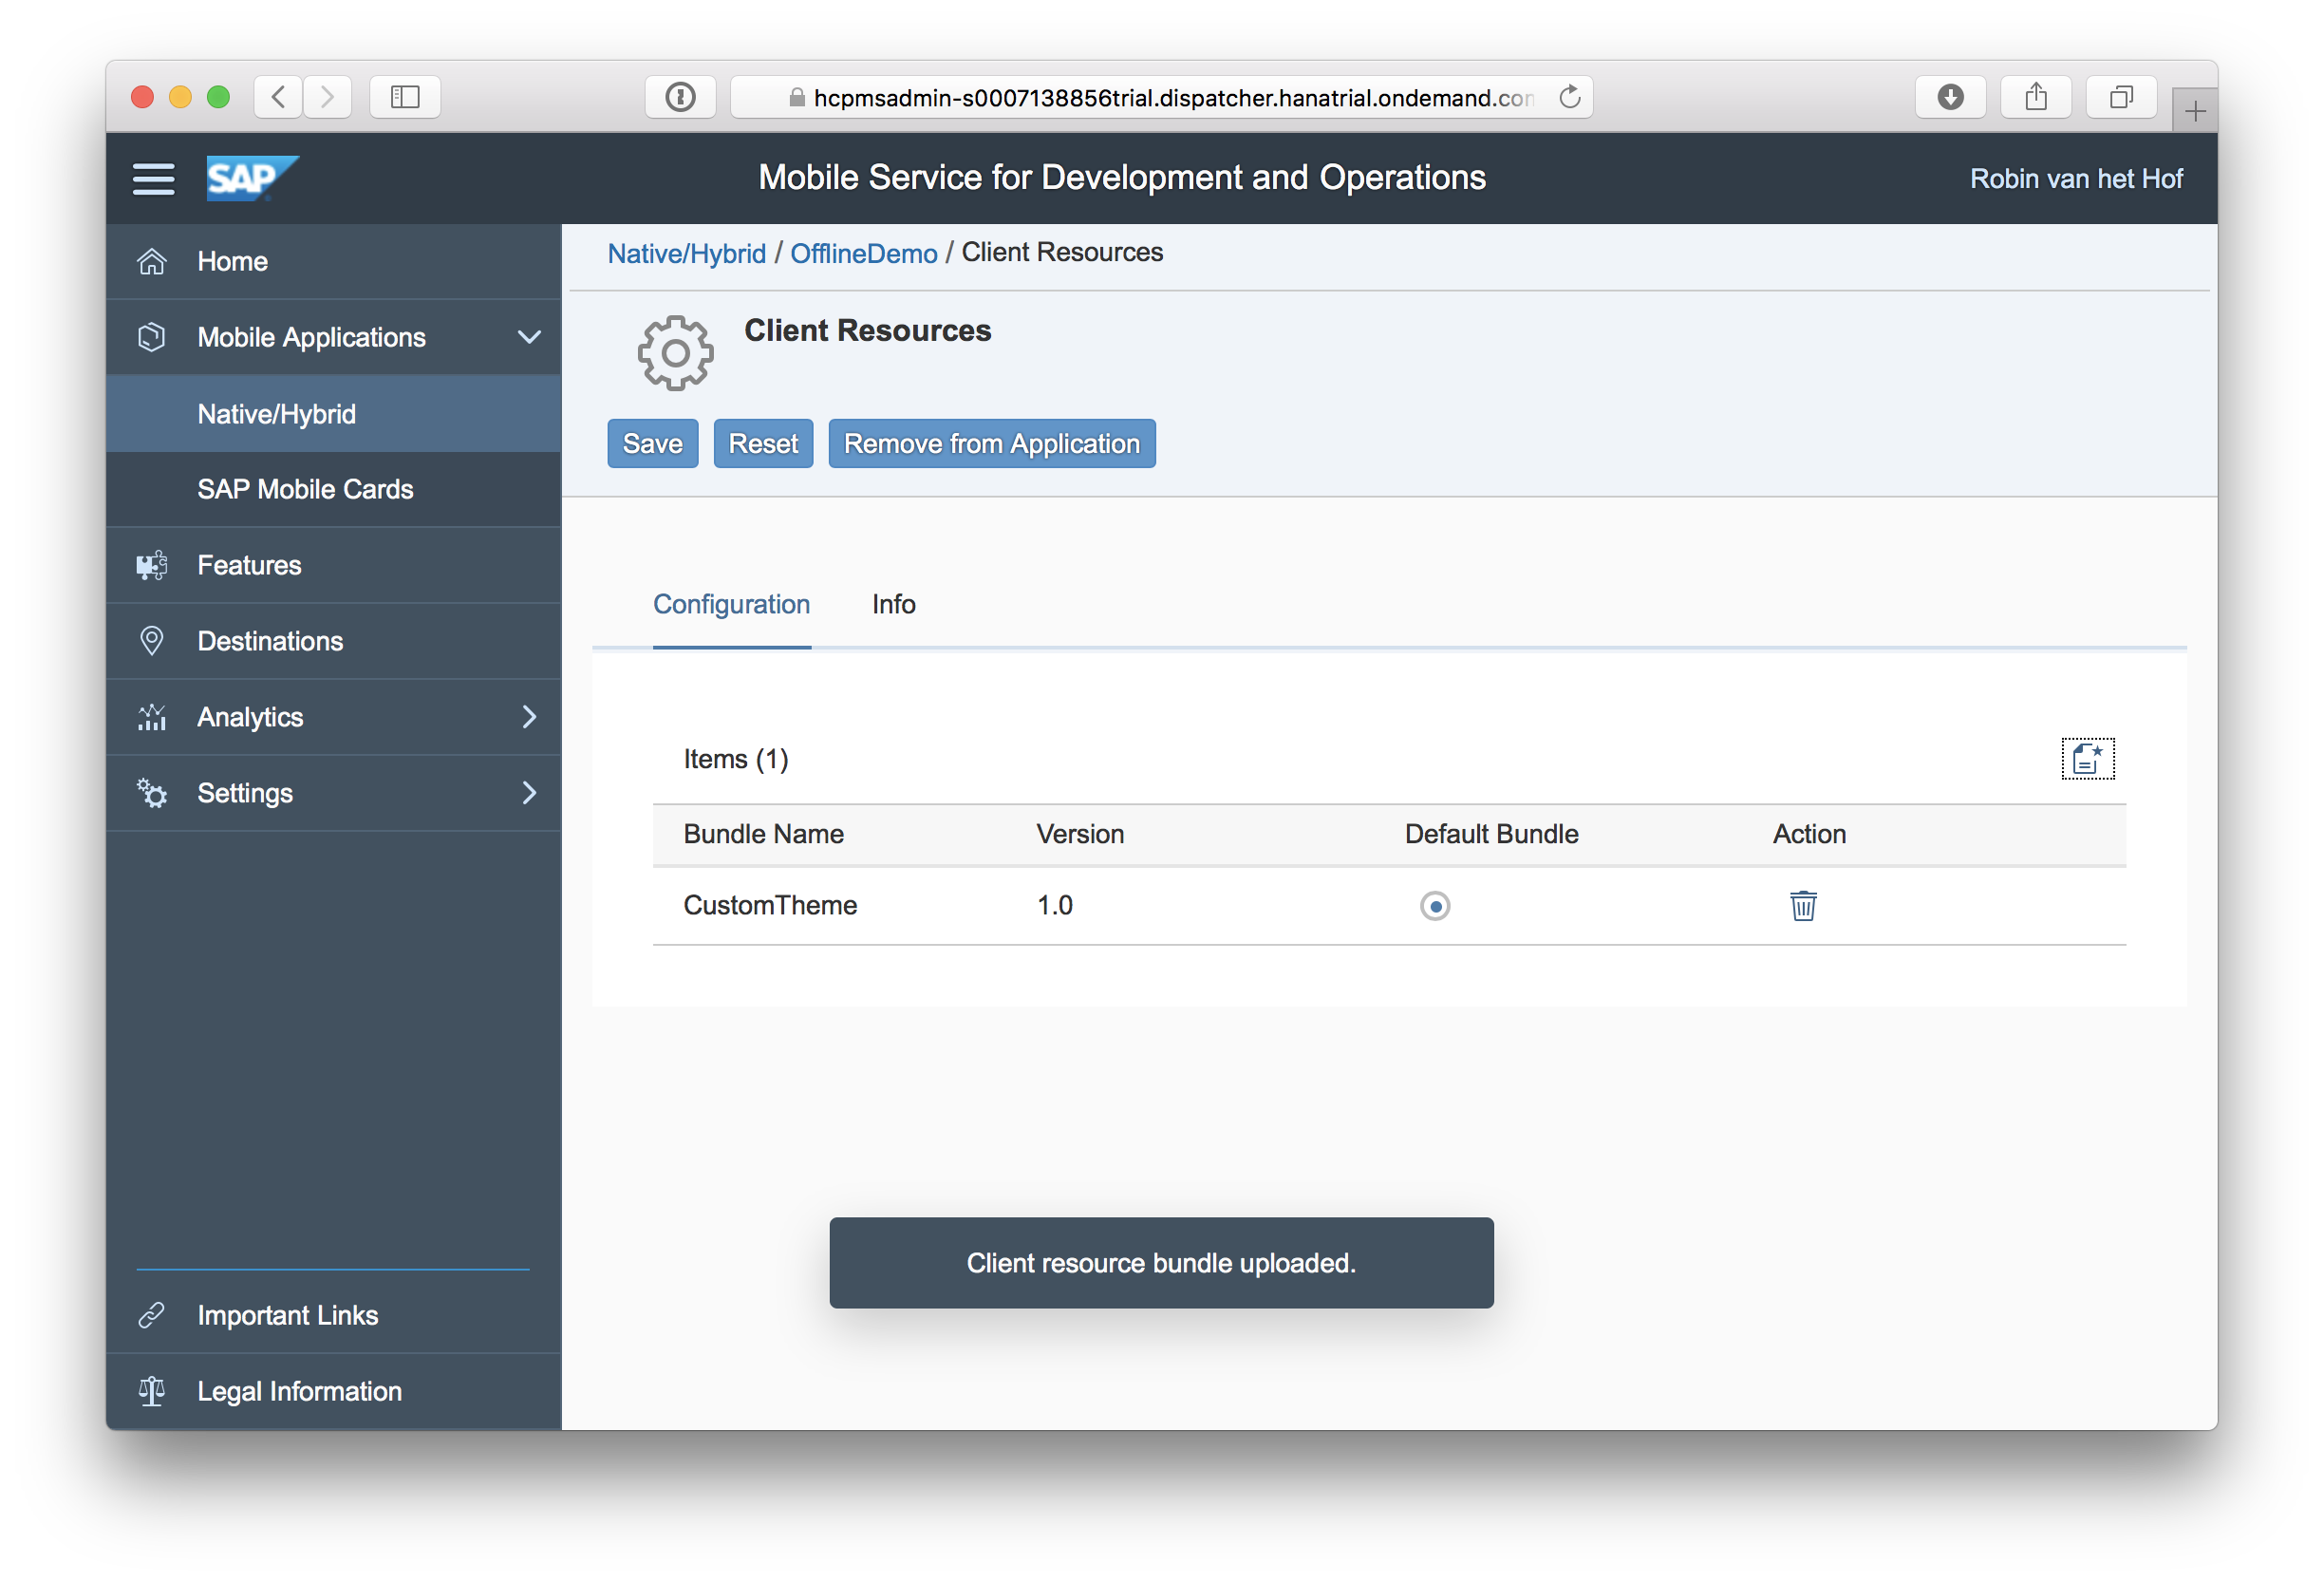 hcpmsadmin-s0007138856trial.dispatcher.hanatrial.ondemand.com
SAP
Mobile Service for Development and Operations
Robin van het Hof
Home
Mobile Applications
Native/Hybrid
SAP Mobile Cards
Features
Destinations
Analytics
Settings
Important Links
Legal Information
Native/Hybrid / OfflineDemo / Client Resources
Client Resources
Save Reset Remove from Application
Configuration Info
Items (1)
Bundle Name Version Default Bundle Action
CustomTheme 1.0
Client resource bundle uploaded.